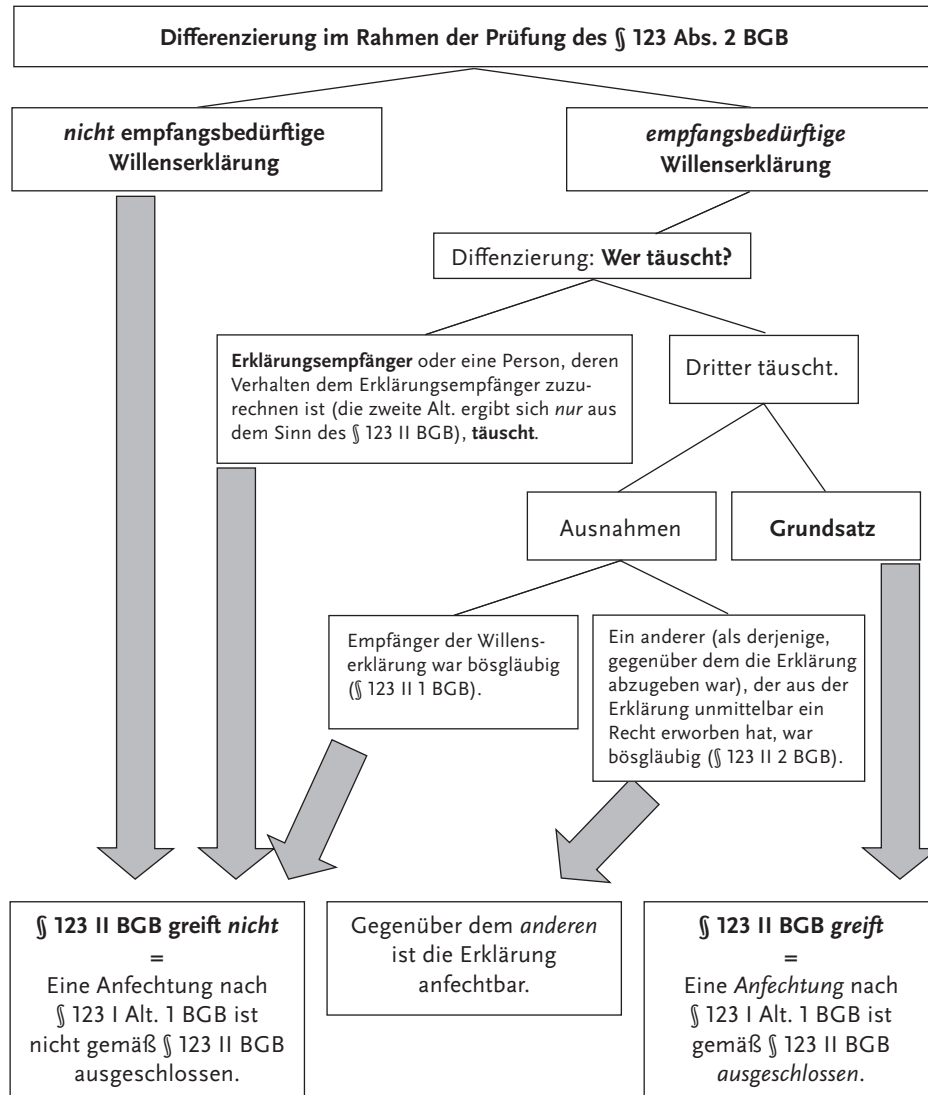 Differenzierung im Rahmen der Prüfung des § 123 Abs. 2 BGB
nicht empfangsbedürftige
Willenserklärung
empfangsbedürftige
Willenserklärung
Diffenzierung: Wer täuscht?
Erklärungsempfänger oder eine Person, deren
Verhalten dem Erklärungsempfänger zuzu-
rechnen ist (die zweite Alt. ergibt sich nur aus
dem Sinn des § 123 II BGB), täuscht.
Dritter täuscht.
Ausnahmen
Grundsatz
Empfänger der Willens-
erklärung war bösgläubig
(§ 123 II 1 BGB).
Ein anderer (als derjenige,
gegenüber dem die Erklärung
abzugeben war), der aus der
Erklärung unmittelbar ein
Recht erworben hat, war
bösgläubig (§ 123 II 2 BGB).
§ 123 II BGB greift nicht
=
Eine Anfechtung nach
§ 123 I Alt. 1 BGB ist
nicht gemäß § 123 II BGB
ausgeschlossen.
Gegenüber dem anderen
ist die Erklärung
anfechtbar.
§ 123 II BGB greift
=
Eine Anfechtung nach
§ 123 I Alt. 1 BGB ist
gemäß § 123 II BGB
ausgeschlossen.